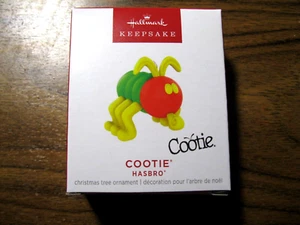 Hallmark
KEEPSAKE
Cootie®
COOTIE®
HASBRO®
christmas tree ornament | décoration pour l'arbre de noël